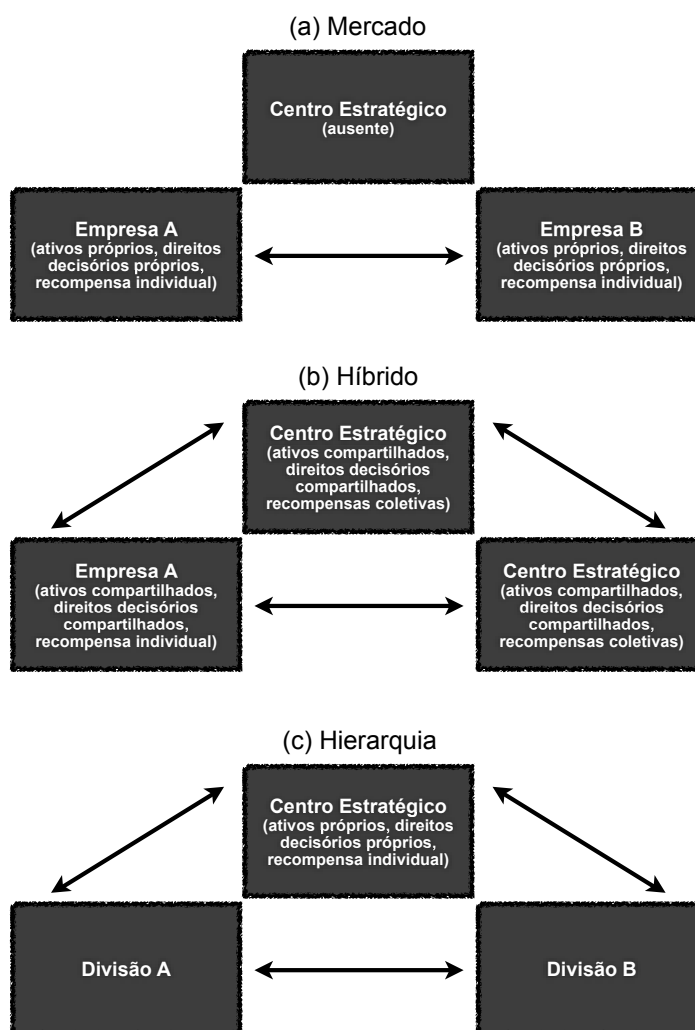 (a) Mercado
Centro Estratégico
(ausente)
Empresa A
(ativos próprios, direitos
decisórios próprios,
recompensa individual)
Empresa B
(ativos próprios, direitos
decisórios próprios,
recompensa individual)
(b) Híbrido
Centro Estratégico
(ativos compartilhados,
direitos decisórios
compartilhados,
recompensas coletivas)
Empresa A
(ativos compartilhados,
direitos decisórios
compartilhados,
recompensa individual)
Centro Estratégico
(ativos compartilhados,
direitos decisórios
compartilhados,
recompensas coletivas)
(c) Hierarquia
Centro Estratégico
(ativos próprios, direitos
decisórios próprios,
recompensa individual)
Divisão A
Divisão B